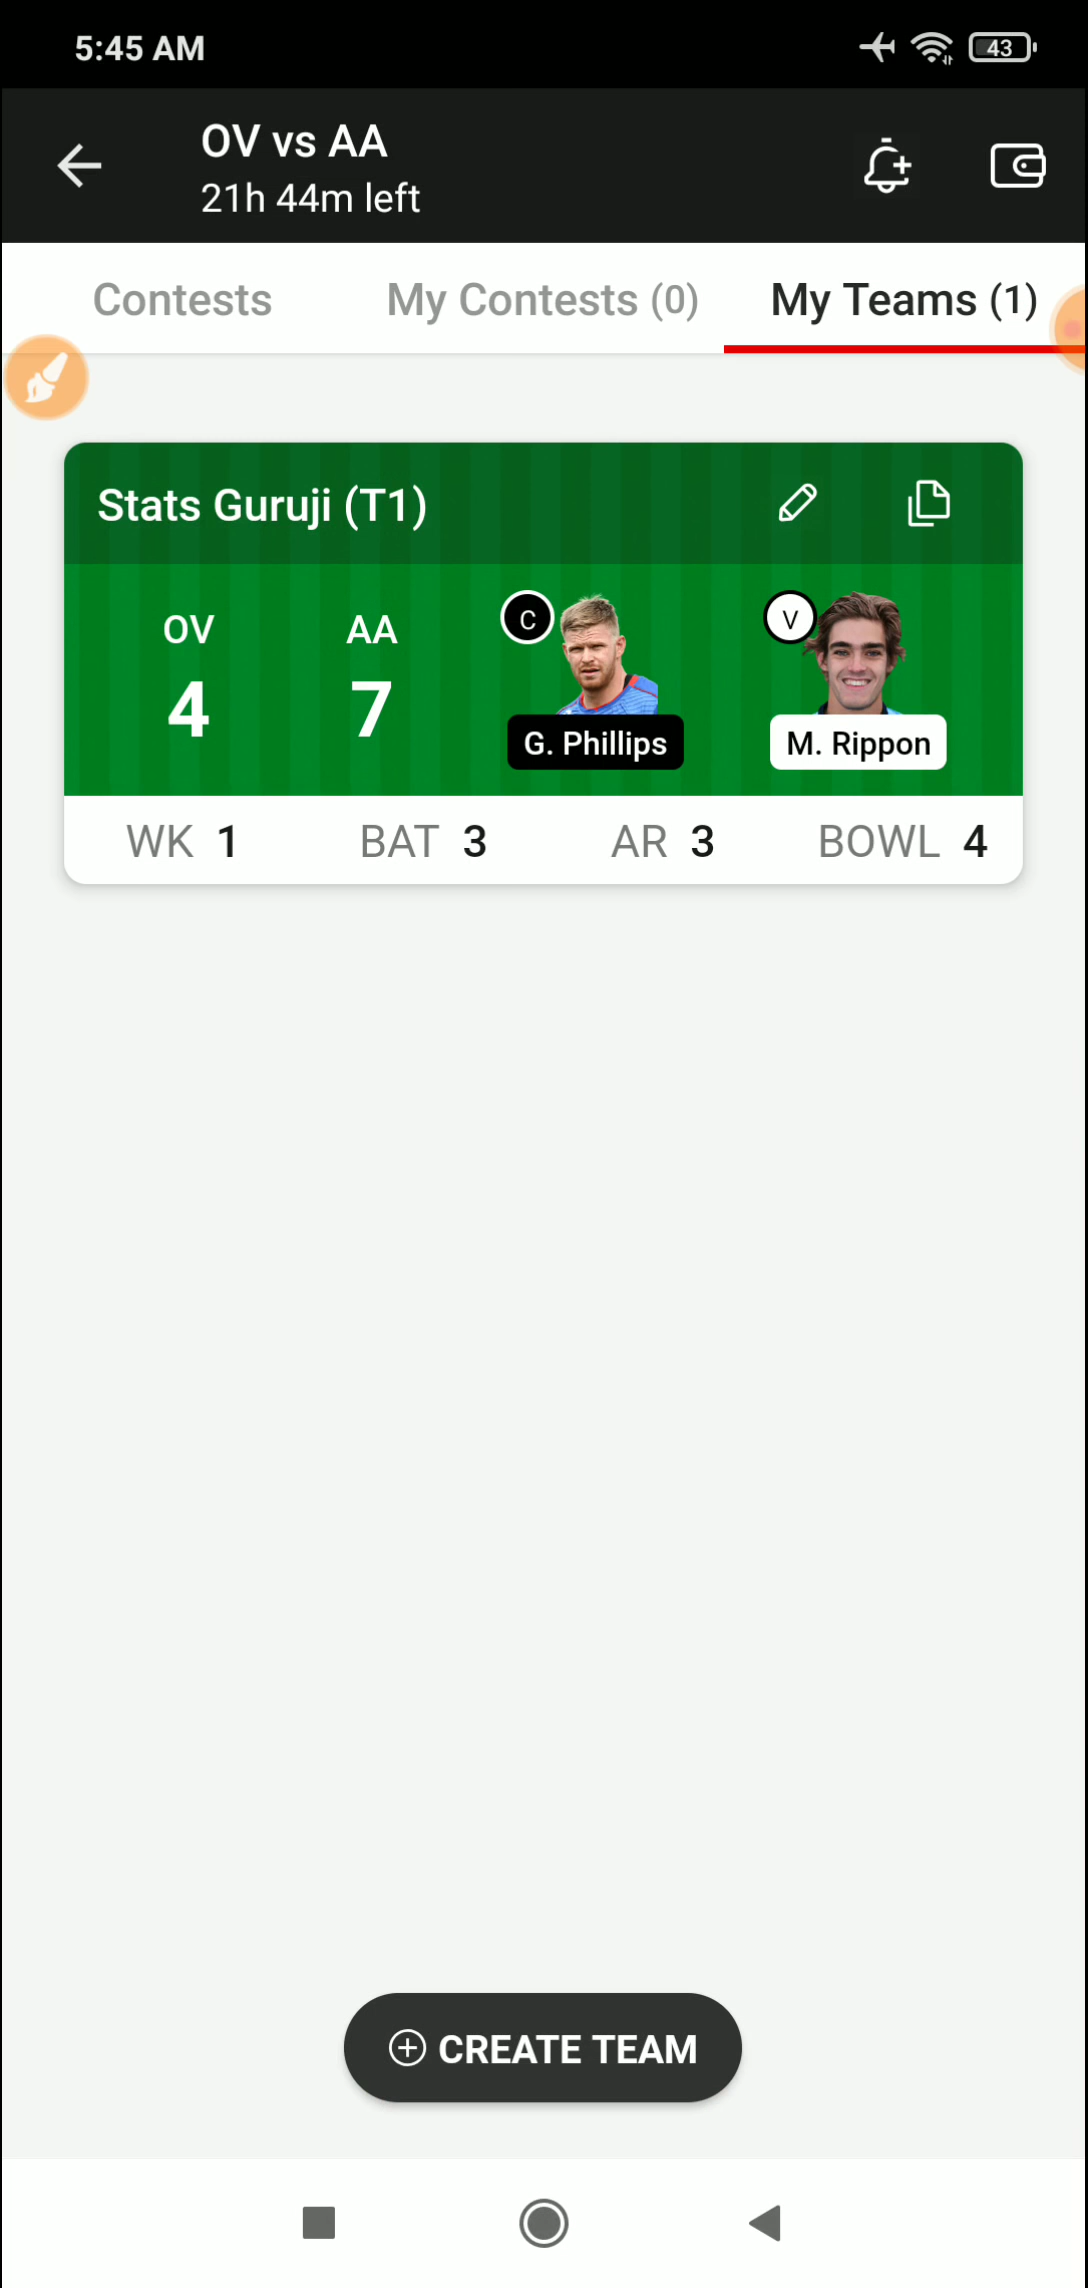 5:45 AM
43
OV vs AA
21h 44m left
Contests
My Contests (0)
My Teams (1)
Stats Guruji (T1)
OV
AA
C
V
4
7
G. Phillips
M. Rippon
WK 1
BAT 3
AR 3
BOWL 4
CREATE TEAM